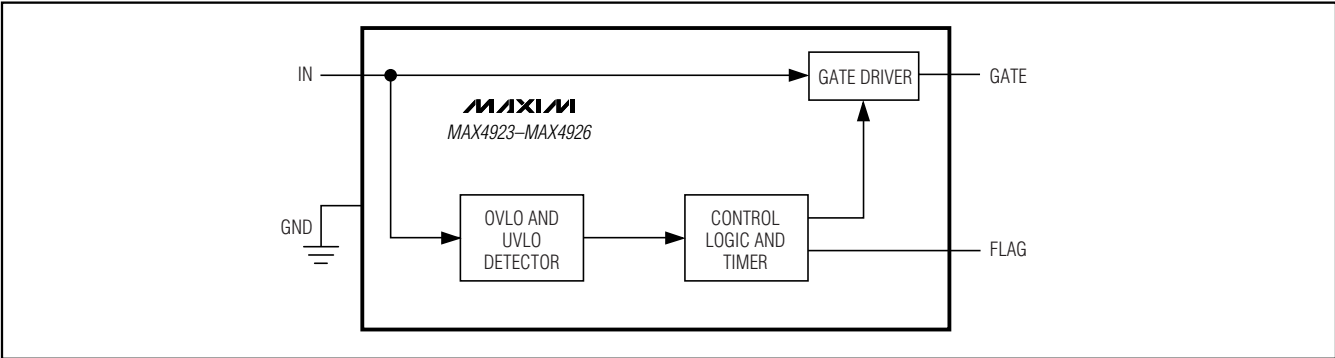 IN
GATE DRIVER
GATE
MAXIM
MAX4923–MAX4926
GND
OVLO AND
UVLO
DETECTOR
CONTROL
LOGIC AND
TIMER
FLAG